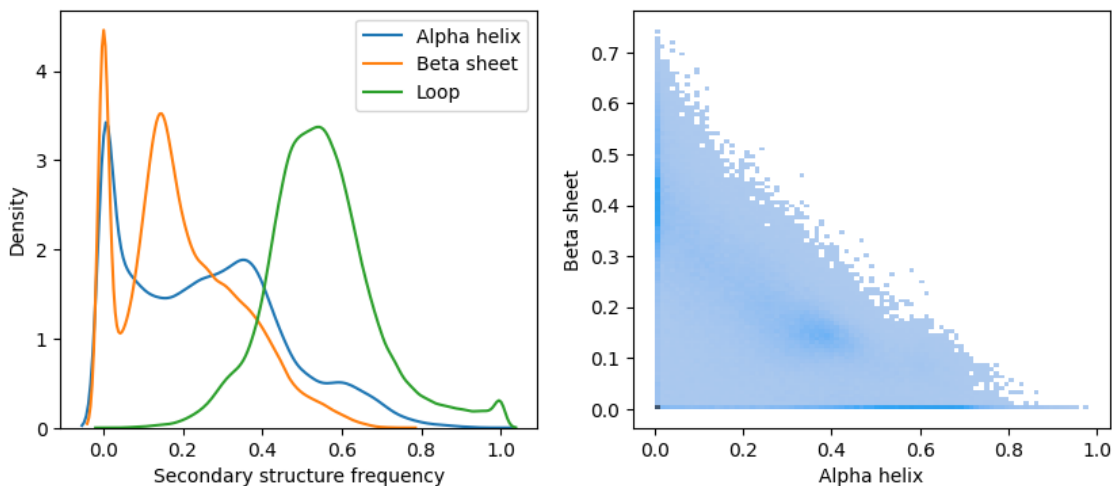 Alpha helix
Beta sheet
Loop
4
3
2
1
0
Density
0.0 0.2 0.4 0.6 0.8 1.0
Secondary structure frequency
0.7
0.6
0.5
0.4
0.3
0.2
0.1
0.0
Beta sheet
0.0 0.2 0.4 0.6 0.8 1.0
Alpha helix